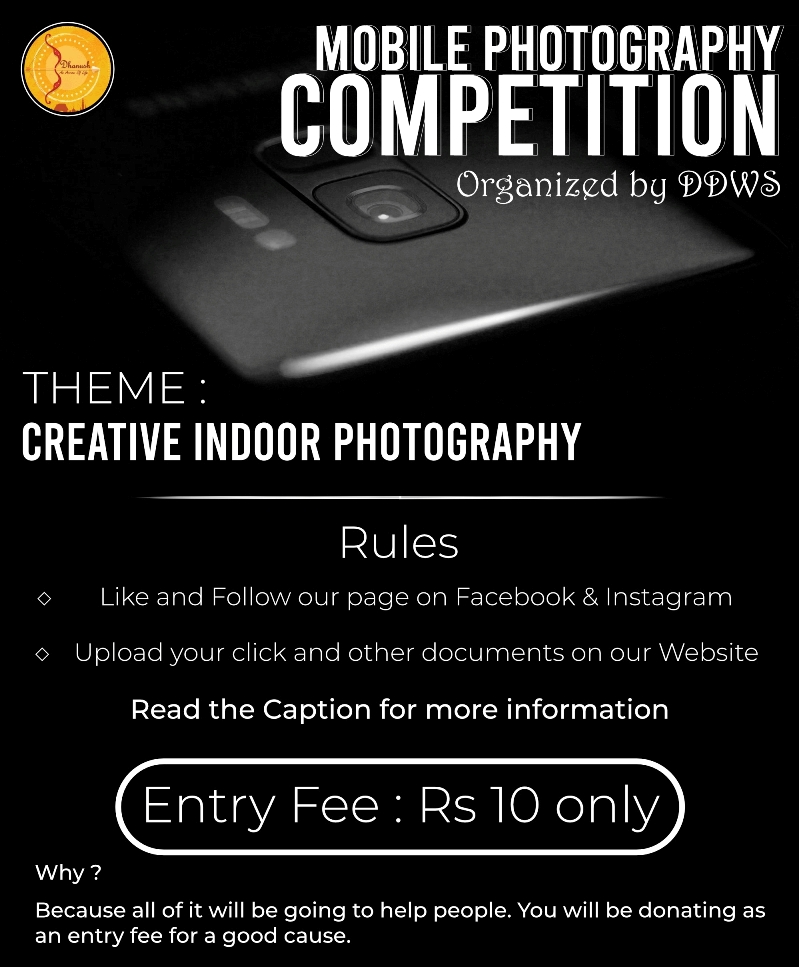 Dhanush
MOBILE PHOTOGRAPHY
COMPETITION
Organized by DDWS
THEME :
CREATIVE INDOOR PHOTOGRAPHY
Rules
◇ Like and Follow our page on Facebook & Instagram
◇ Upload your click and other documents on our Website
Read the Caption for more information
Entry Fee : Rs 10 only
Why ?
Because all of it will be going to help people. You will be donating as
an entry fee for a good cause.